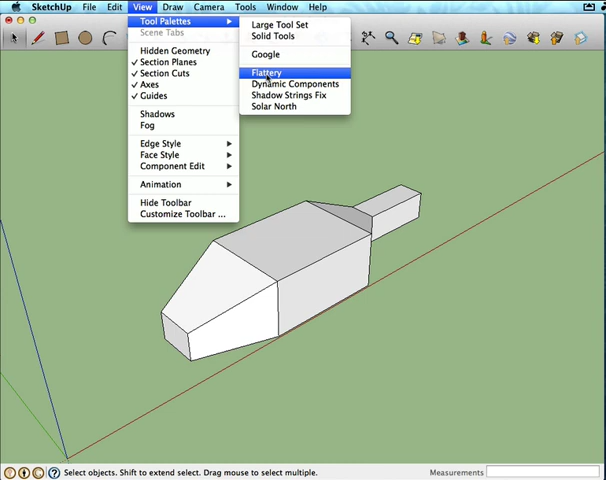 SketchUp File Edit View Draw Camera Tools Window Help
Tool Palettes
Scene Tabs
Hidden Geometry
✓ Section Planes
✓ Section Cuts
✓ Axes
✓ Guides
Shadows
Fog
Edge Style
Face Style
Component Edit
Animation
Hide Toolbar
Customize Toolbar ...
Large Tool Set
Solid Tools
Google
Flattery
Dynamic Components
Shadow Strings Fix
Solar North
Select objects. Shift to extend select. Drag mouse to select multiple.
Measurements